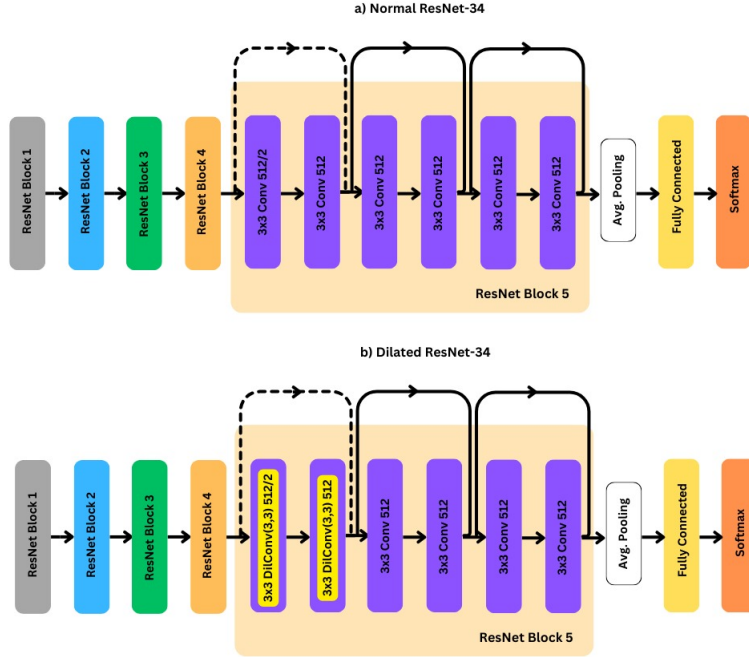 a) Normal ResNet-34
ResNet Block 1
ResNet Block 2
ResNet Block 3
ResNet Block 4
3x3 Conv 512/2
3x3 Conv 512
3x3 Conv 512
3x3 Conv 512
3x3 Conv 512
3x3 Conv 512
Avg. Pooling
Fully Connected
Softmax
ResNet Block 5
b) Dilated ResNet-34
ResNet Block 1
ResNet Block 2
ResNet Block 3
ResNet Block 4
3x3 DilConv(3,3) 512/2
3x3 DilConv(3,3) 512
3x3 Conv 512
3x3 Conv 512
3x3 Conv 512
3x3 Conv 512
Avg. Pooling
Fully Connected
Softmax
ResNet Block 5